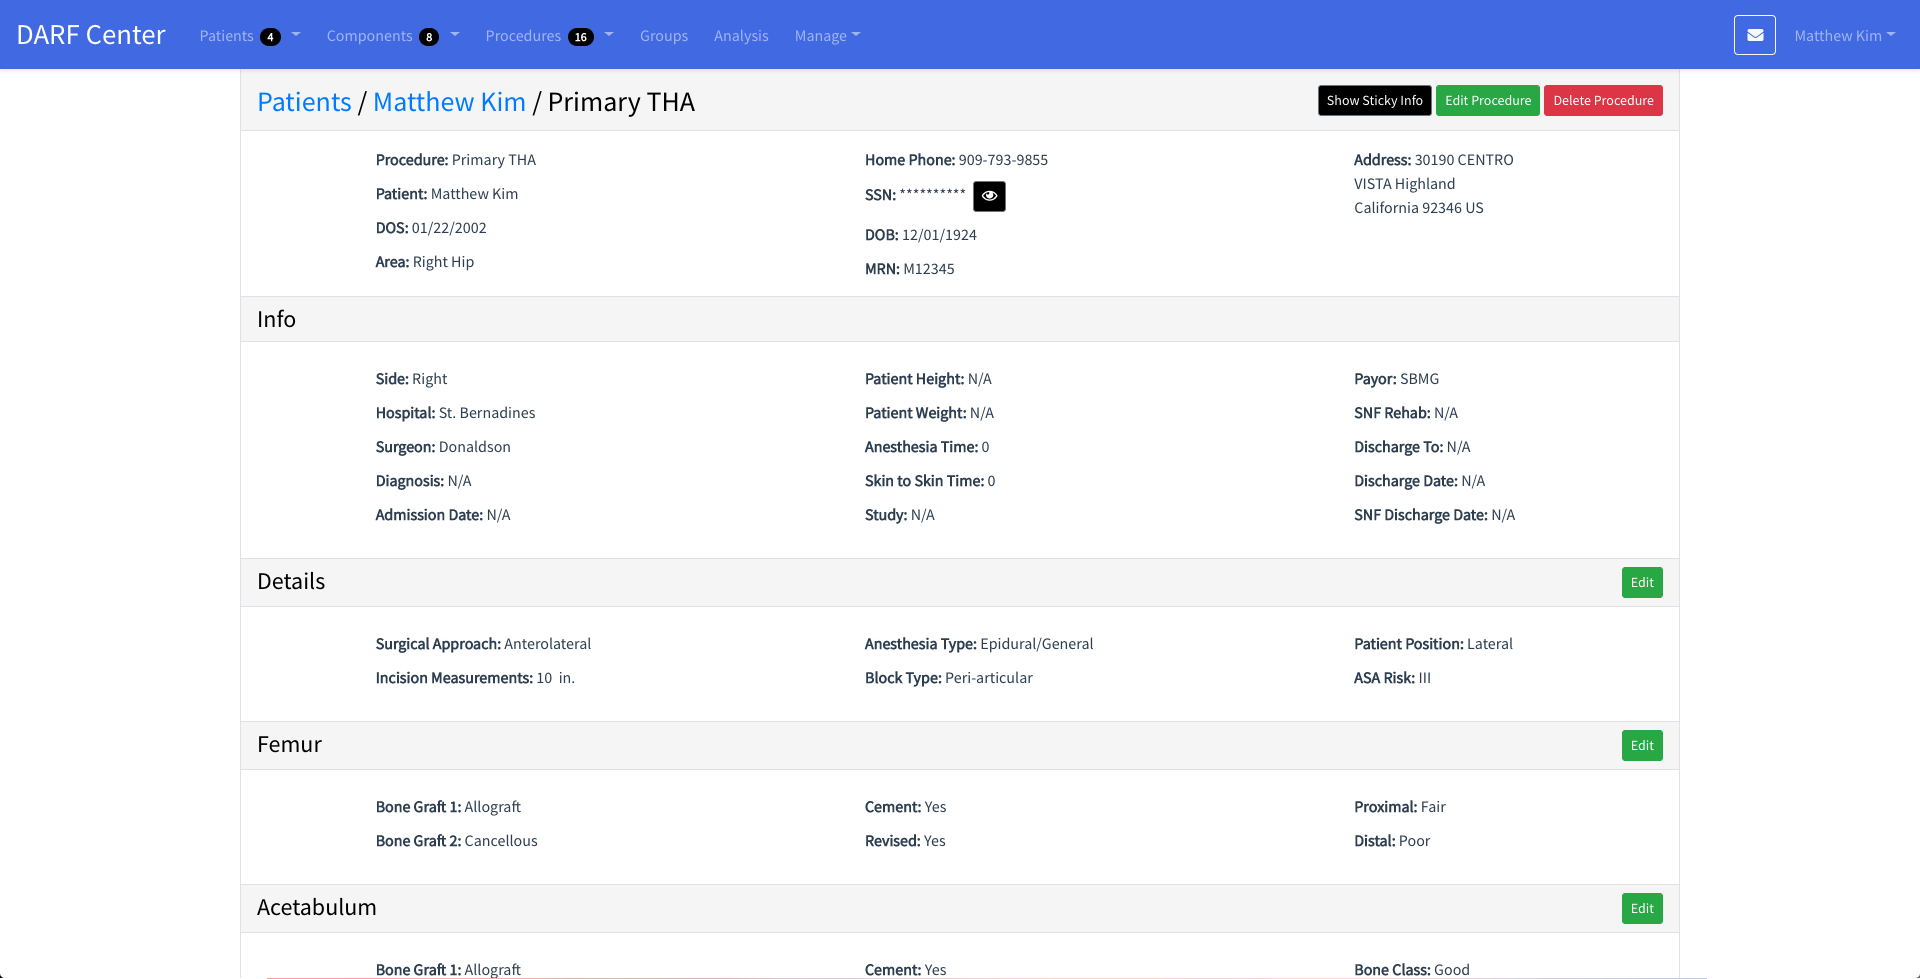 DARF Center Patients 4 Components 8 Procedures 16 Groups Analysis Manage Matthew Kim
Patients / Matthew Kim / Primary THA
Show Sticky Info Edit Procedure Delete Procedure
Procedure: Primary THA
Patient: Matthew Kim
DOS: 01/22/2002
Area: Right Hip
Home Phone: 909-793-9855
SSN: **********
DOB: 12/01/1924
MRN: M12345
Address: 30190 CENTRO
VISTA Highland
California 92346 US
Info
Side: Right
Hospital: St. Bernadines
Surgeon: Donaldson
Diagnosis: N/A
Admission Date: N/A
Patient Height: N/A
Patient Weight: N/A
Anesthesia Time: 0
Skin to Skin Time: 0
Study: N/A
Payor: SBMG
SNF Rehab: N/A
Discharge To: N/A
Discharge Date: N/A
SNF Discharge Date: N/A
Details
Edit
Surgical Approach: Anterolateral
Incision Measurements: 10 in.
Anesthesia Type: Epidural/General
Block Type: Peri-articular
Patient Position: Lateral
ASA Risk: III
Femur
Edit
Bone Graft 1: Allograft
Bone Graft 2: Cancellous
Cement: Yes
Revised: Yes
Proximal: Fair
Distal: Poor
Acetabulum
Edit
Bone Graft 1: Allograft
Cement: Yes
Bone Class: Good